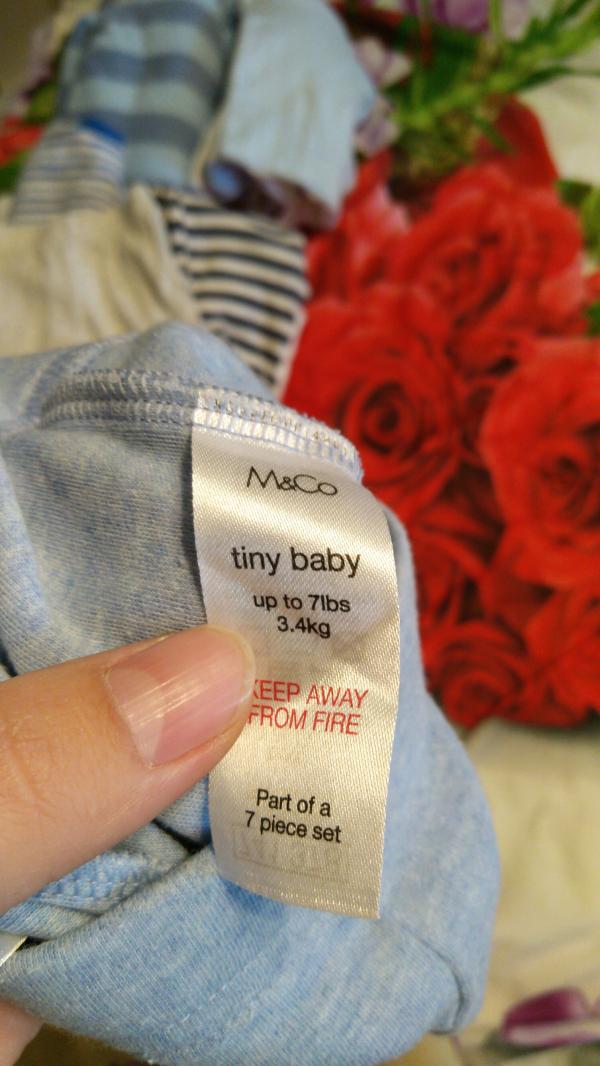 M&Co
tiny baby
up to 7lbs
3.4kg
KEEP AWAY
FROM FIRE
Part of a
7 piece set